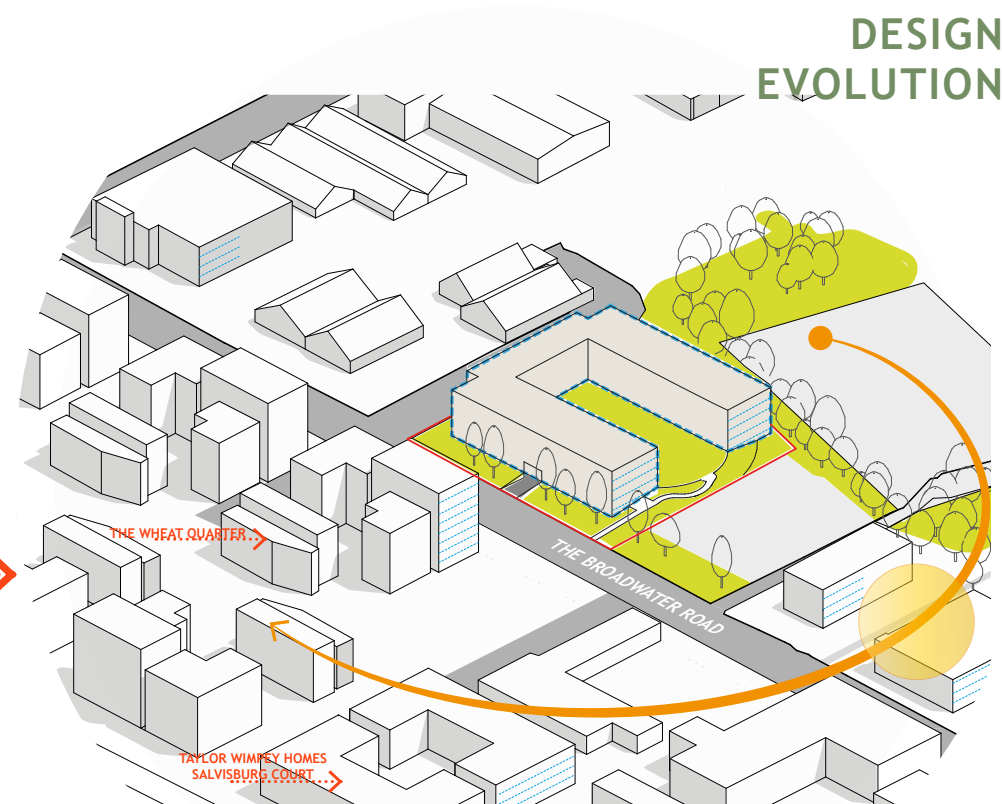 DESIGN
EVOLUTION
THE WHEAT QUARTER
THE BROADWATER ROAD
TAYLOR WIMPEY HOMES
SALVISBURG COURT